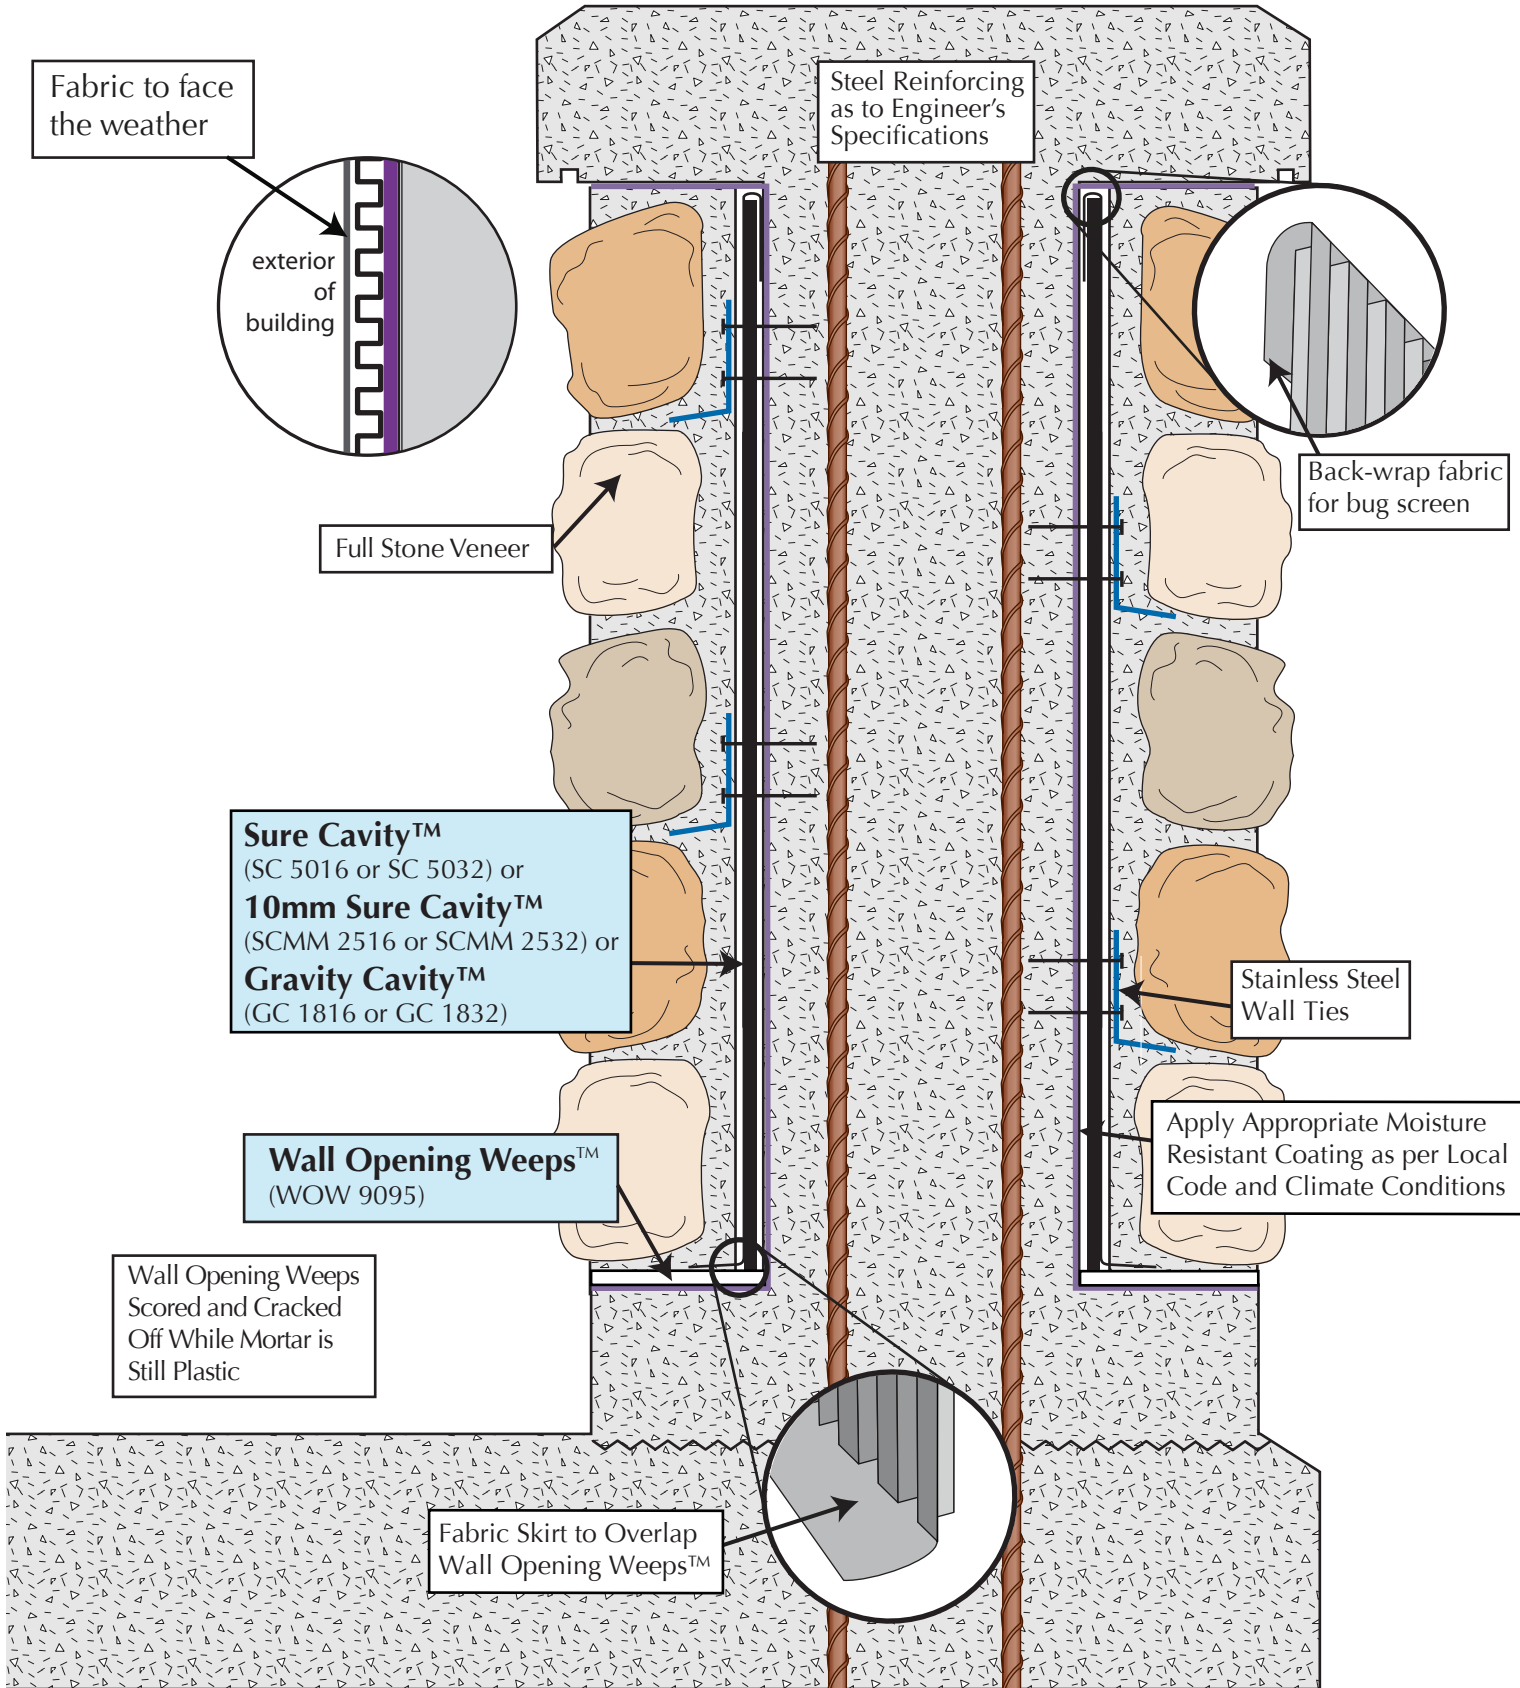 Fabric to face
the weather
Steel Reinforcing
as to Engineer's
Specifications
exterior
of
building
Back-wrap fabric
for bug screen
Full Stone Veneer
Sure Cavity™
(SC 5016 or SC 5032) or
10mm Sure Cavity™
(SCMM 2516 or SCMM 2532) or
Gravity Cavity™
(GC 1816 or GC 1832)
Stainless Steel
Wall Ties
Apply Appropriate Moisture
Resistant Coating as per Local
Code and Climate Conditions
Wall Opening Weeps™
(WOW 9095)
Wall Opening Weeps
Scored and Cracked
Off While Mortar is
Still Plastic
Fabric Skirt to Overlap
Wall Opening Weeps™